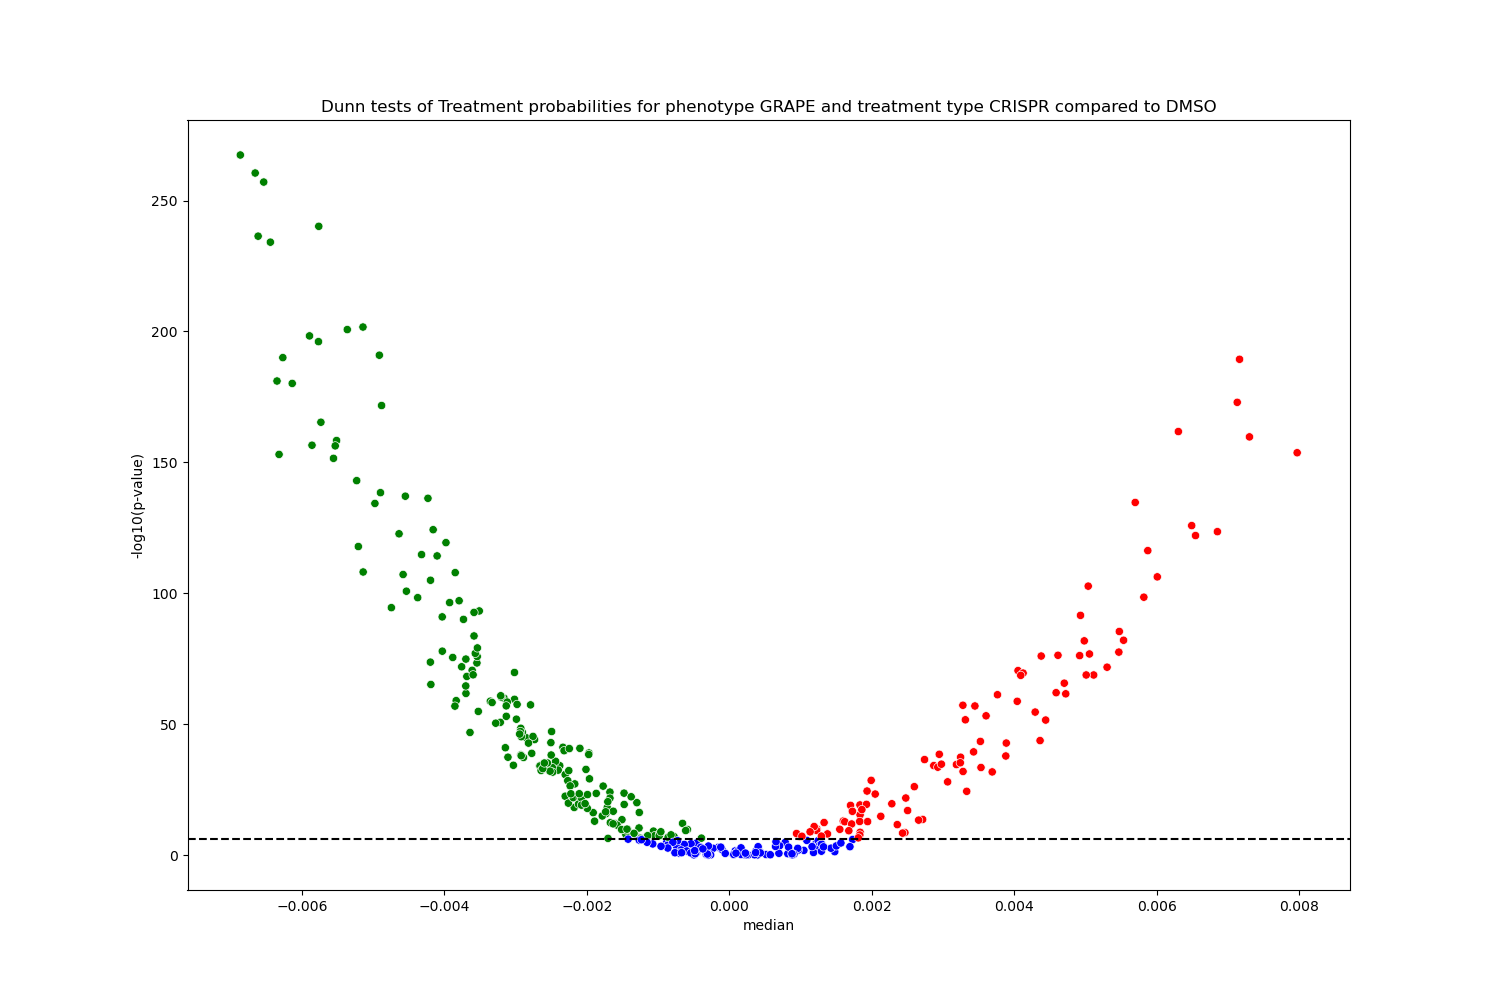 Dunn tests of Treatment probabilities for phenotype GRAPE and treatment type CRISPR compared to DMSO
250
200
150
100
50
0
-log10(p-value)
−0.006 −0.004 −0.002 0.000 0.002 0.004 0.006 0.008
median